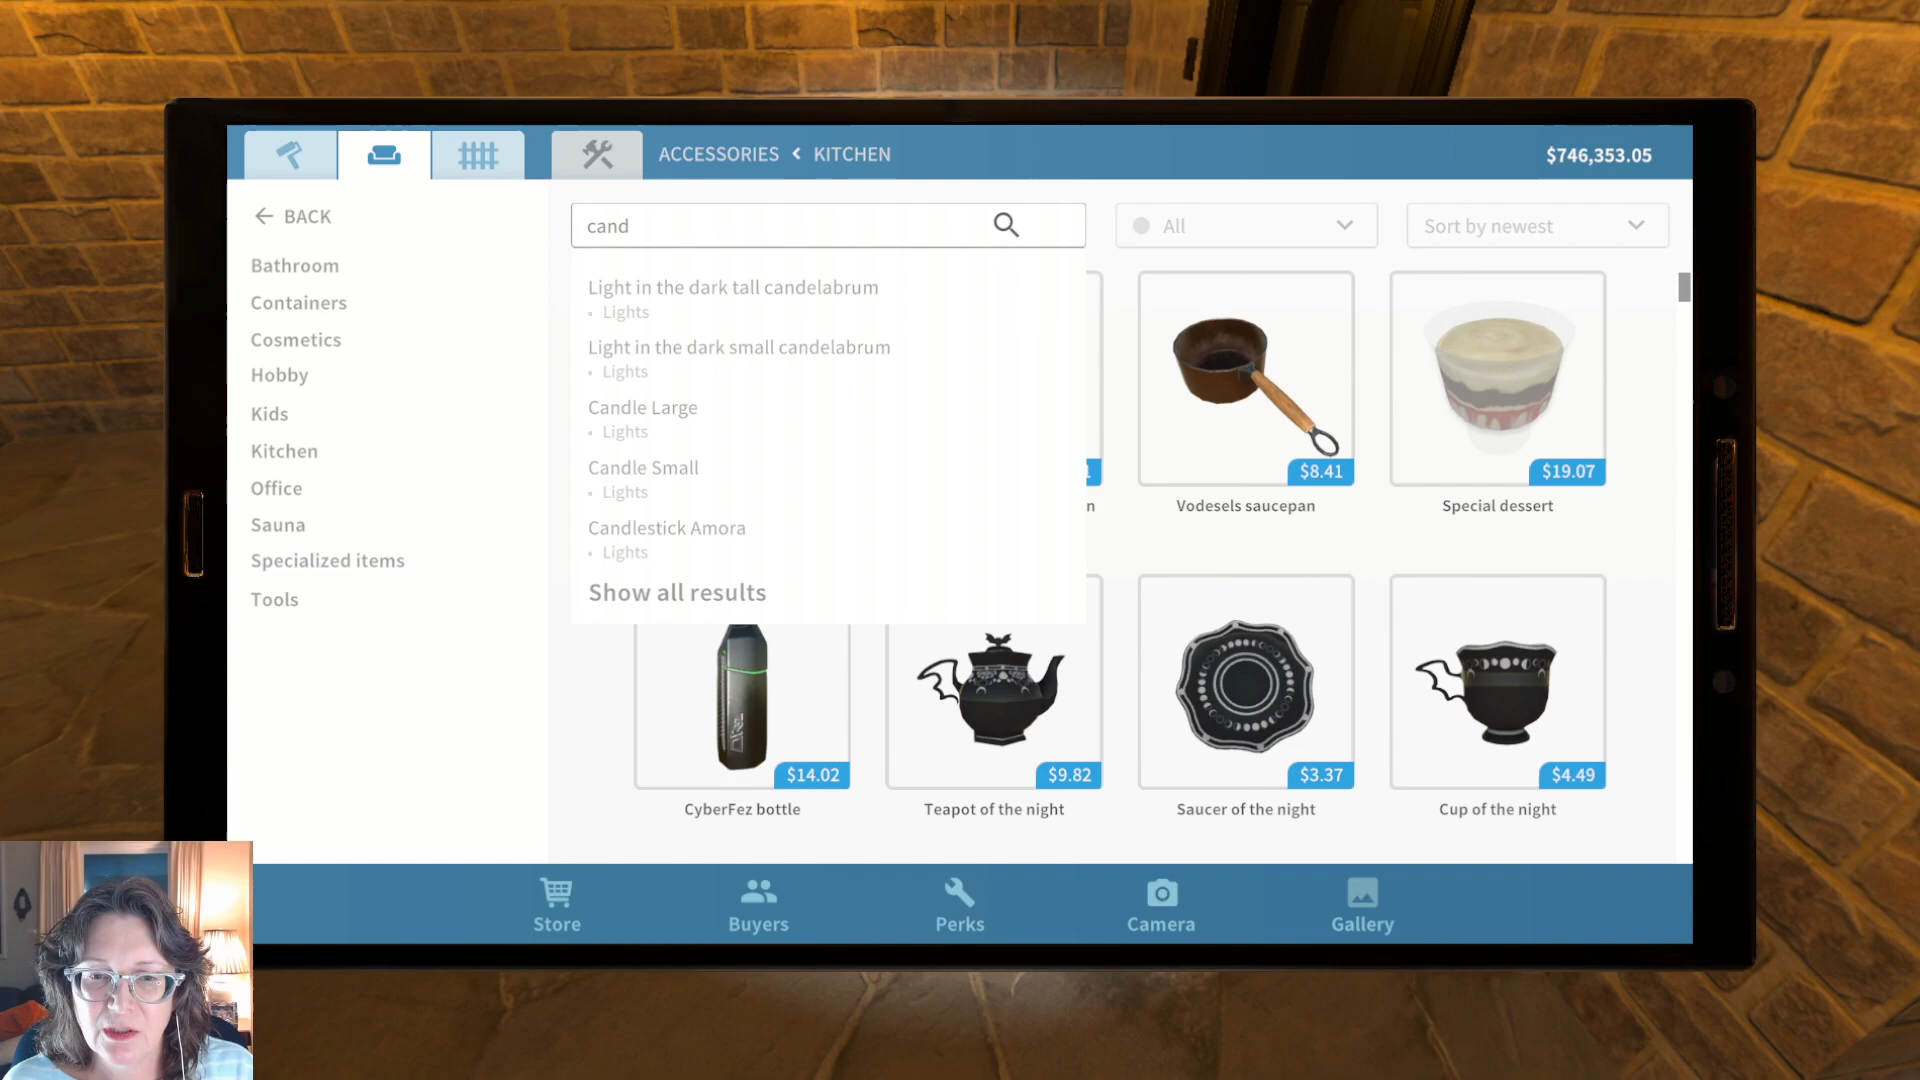 ACCESSORIES < KITCHEN
$746,353.05
BACK
Bathroom
Containers
Cosmetics
Hobby
Kids
Kitchen
Office
Sauna
Specialized items
Tools
cand
All
Sort by newest
Light in the dark tall candelabrum
• Lights
Light in the dark small candelabrum
• Lights
Candle Large
• Lights
Candle Small
• Lights
Candlestick Amora
• Lights
Show all results
1
n
$8.41
Vodesels saucepan
$19.07
Special dessert
$14.02
CyberFez bottle
$9.82
Teapot of the night
$3.37
Saucer of the night
$4.49
Cup of the night
Store
Buyers
Perks
Camera
Gallery